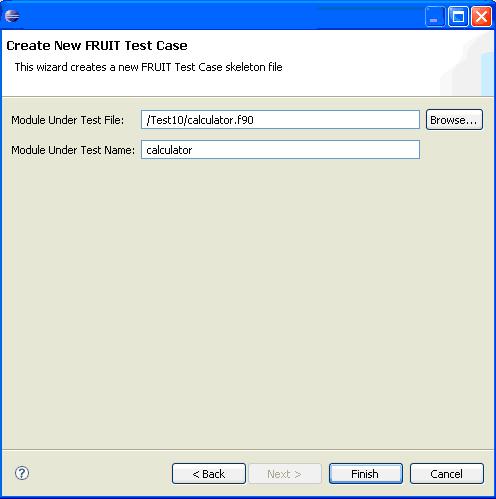 Create New FRUIT Test Case
This wizard creates a new FRUIT Test Case skeleton file
Module Under Test File: /Test10/calculator.f90 Browse...
Module Under Test Name: calculator
? < Back Next > Finish Cancel